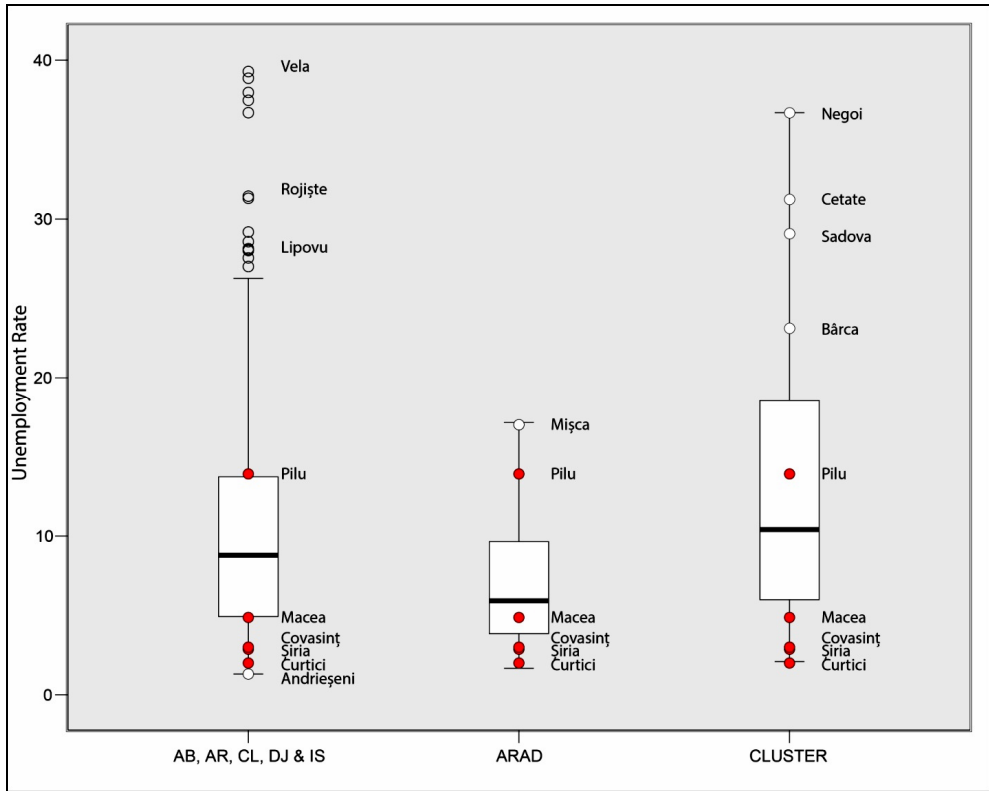 Unemployment Rate
40
30
20
10
0
Vela
Rojiște
Lipovu
Pilu
Macea
Covasinț
Șiria
Curtici
Andrieșeni
Mișca
Pilu
Macea
Covasinț
Șiria
Curtici
Negoi
Cetate
Sadova
Bârca
Pilu
Macea
Covasinț
Șiria
Curtici
AB, AR, CL, DJ & IS
ARAD
CLUSTER